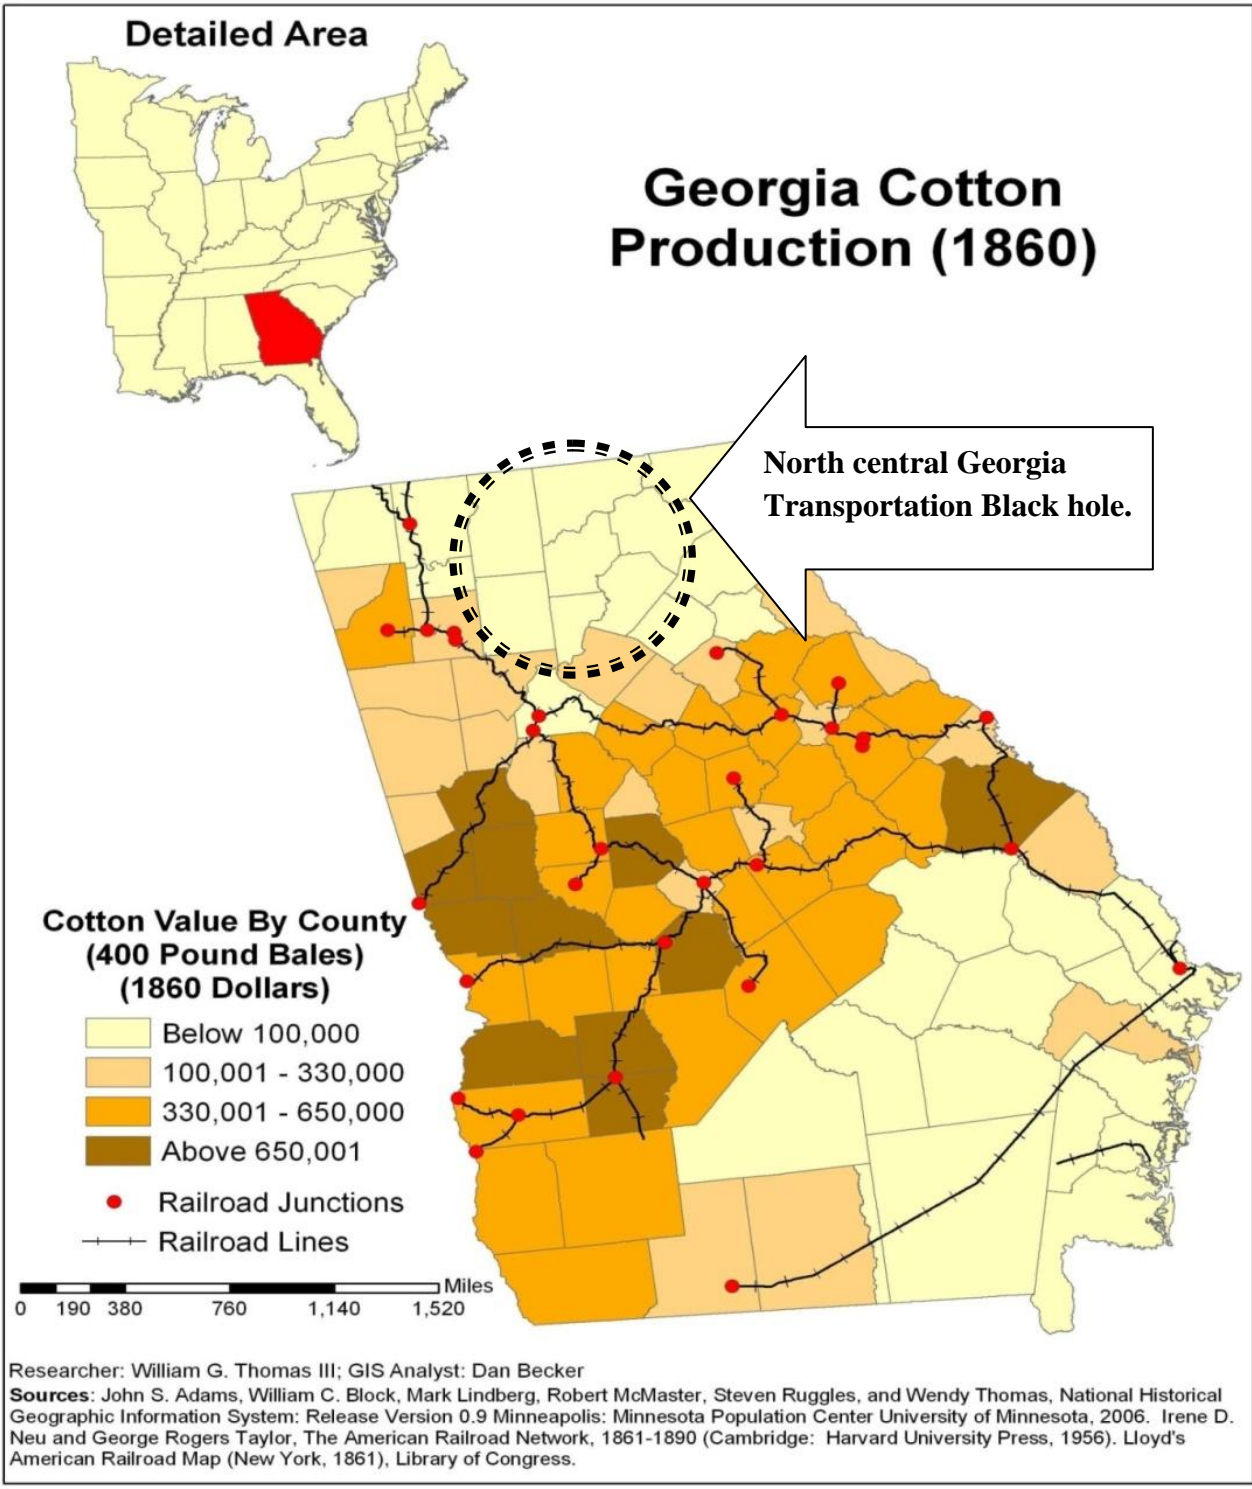 Detailed Area
Georgia Cotton
Production (1860)
North central Georgia
Transportation Black hole.
Cotton Value By County
(400 Pound Bales)
(1860 Dollars)
Below 100,000
100,001 - 330,000
330,001 - 650,000
Above 650,001
Railroad Junctions
Railroad Lines
Miles
0 190 380 760 1,140 1,520
Researcher: William G. Thomas III; GIS Analyst: Dan Becker
Sources: John S. Adams, William C. Block, Mark Lindberg, Robert McMaster, Steven Ruggles, and Wendy Thomas, National Historical
Geographic Information System: Release Version 0.9 Minneapolis: Minnesota Population Center University of Minnesota, 2006. Irene D.
Neu and George Rogers Taylor, The American Railroad Network, 1861-1890 (Cambridge: Harvard University Press, 1956). Lloyd's
American Railroad Map (New York, 1861), Library of Congress.